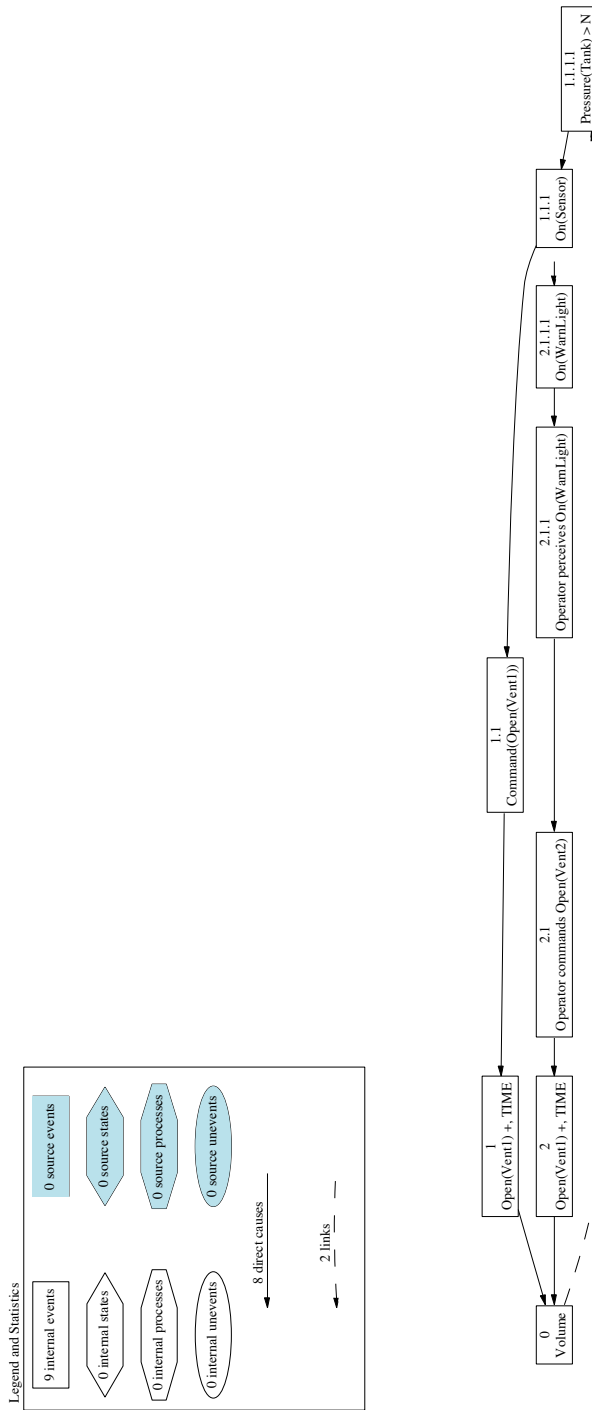 Legend and Statistics
9 internal events
0 source events
0 internal states
0 source states
0 internal processes
0 source processes
0 internal unevents
0 source unevents
8 direct causes
2 links
0
Volume
1
Open(Vent1) +, TIME
2
Open(Vent1) +, TIME
1.1
Command(Open(Vent1))
2.1
Operator commands Open(Vent2)
2.1.1
Operator perceives On(WarnLight)
2.1.1.1
On(WarnLight)
1.1.1
On(Sensor)
1.1.1.1
Pressure(Tank) > N